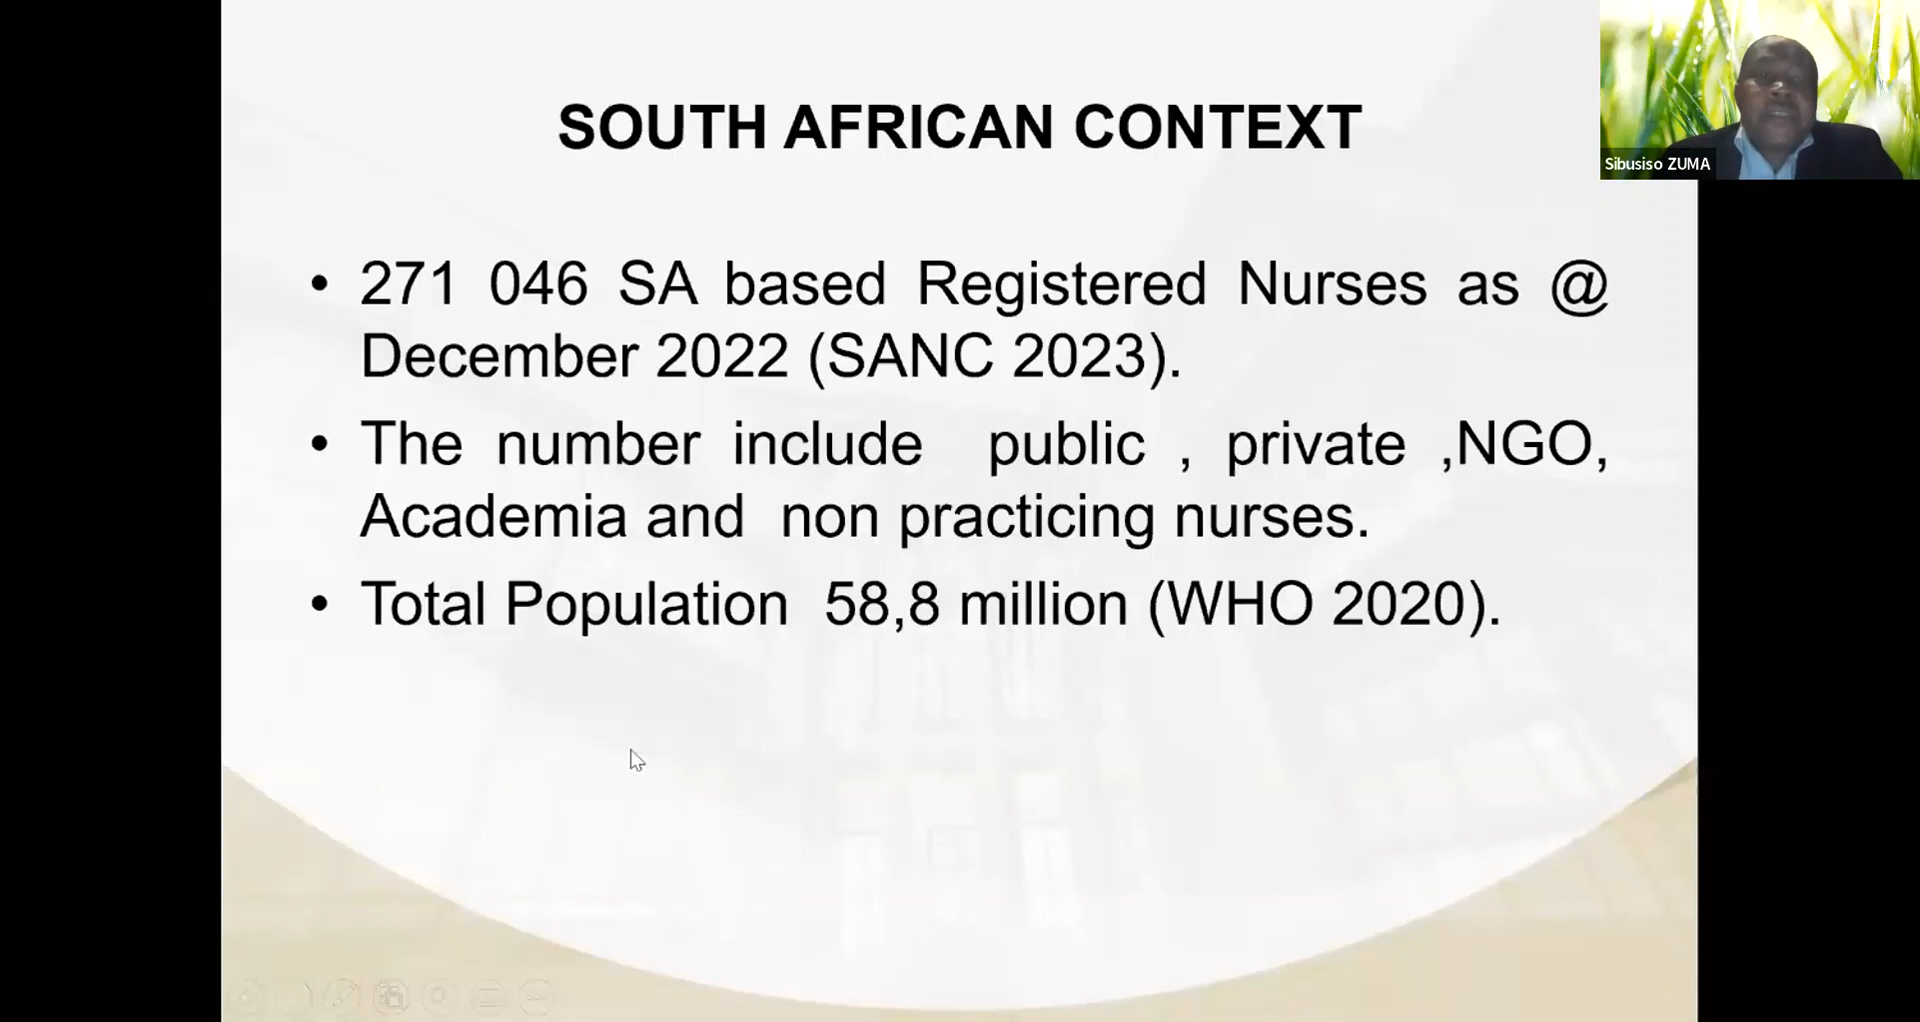 SOUTH AFRICAN CONTEXT
Sibusiso ZUMA
• 271 046 SA based Registered Nurses as @
December 2022 (SANC 2023).
• The number include public , private ,NGO,
Academia and non practicing nurses.
• Total Population 58,8 million (WHO 2020).